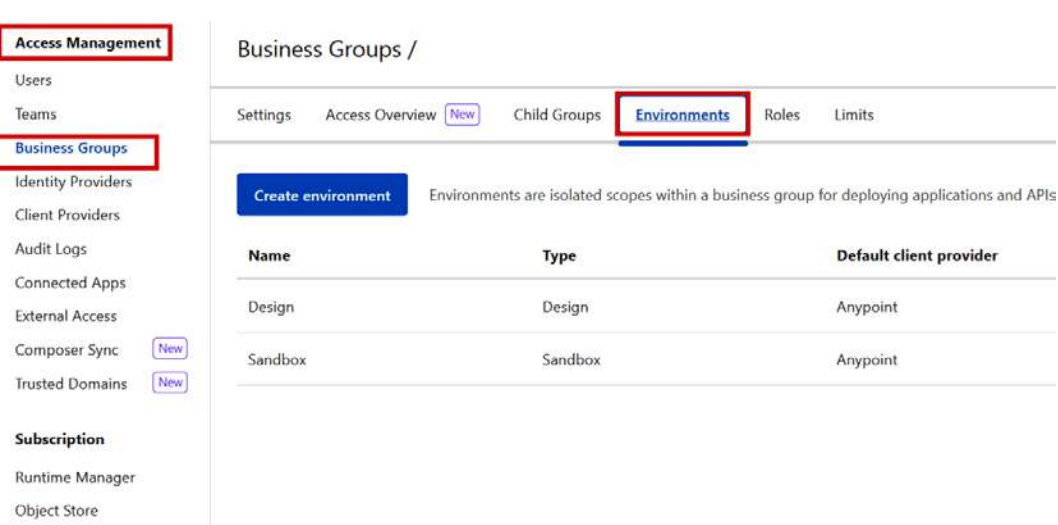 Access Management
Users
Teams
Business Groups
Identity Providers
Client Providers
Audit Logs
Connected Apps
External Access
Composer Sync New
Trusted Domains New
Subscription
Runtime Manager
Object Store
Business Groups /
Settings Access Overview New Child Groups Environments Roles Limits
Create environment Environments are isolated scopes within a business group for deploying applications and APIs
Name Type Default client provider
Design Design Anypoint
Sandbox Sandbox Anypoint